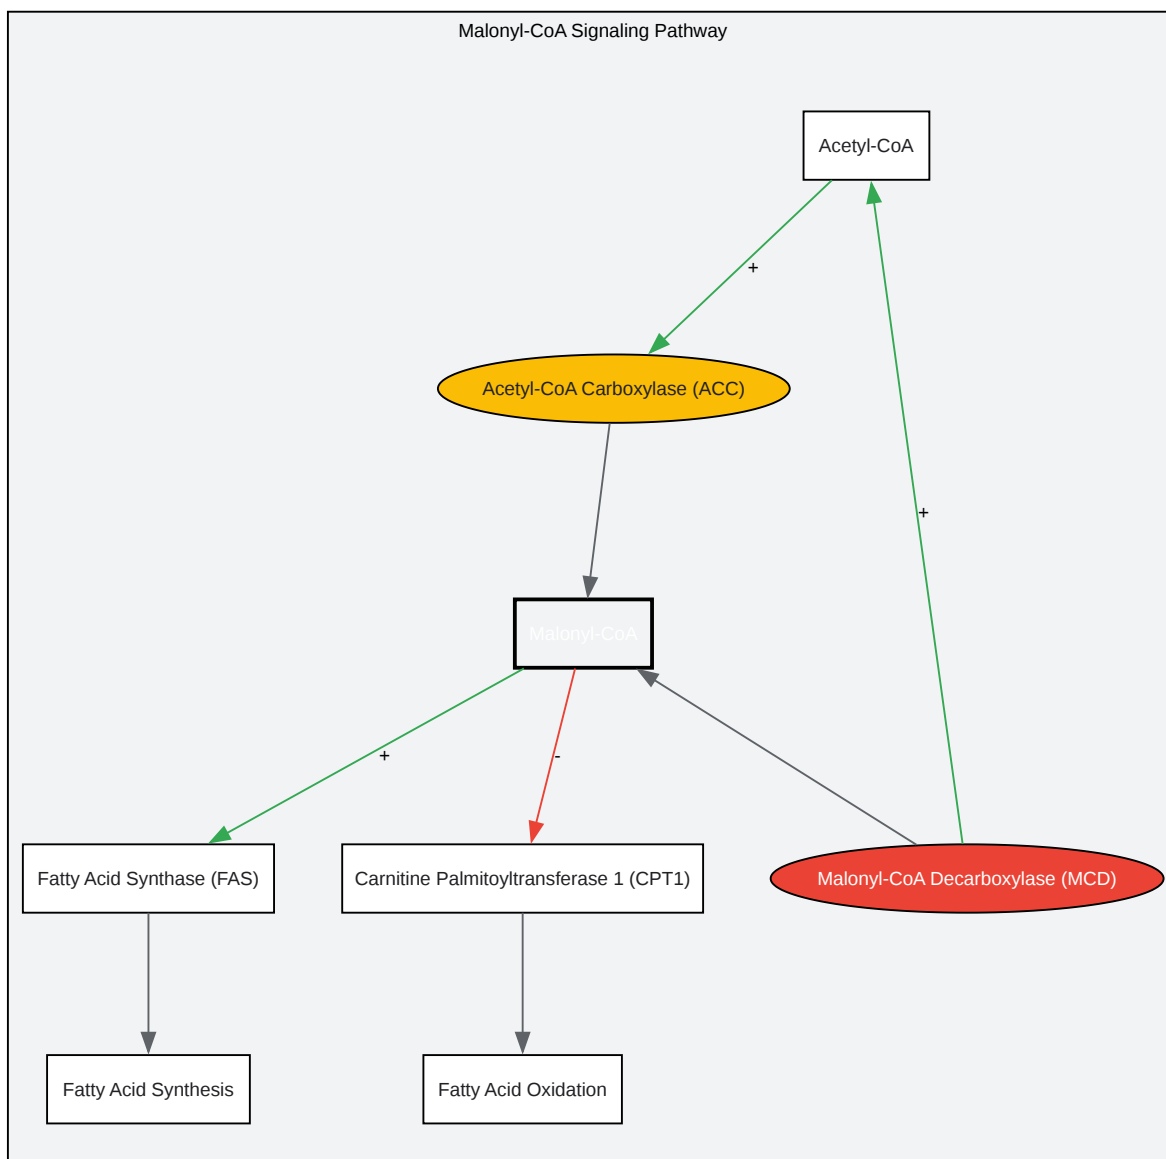 Malonyl-CoA Signaling Pathway
Acetyl-CoA
+
Acetyl-CoA Carboxylase (ACC)
+
Malonyl-CoA
+
-
Fatty Acid Synthase (FAS)
Carnitine Palmitoyltransferase 1 (CPT1)
Malonyl-CoA Decarboxylase (MCD)
Fatty Acid Synthesis
Fatty Acid Oxidation